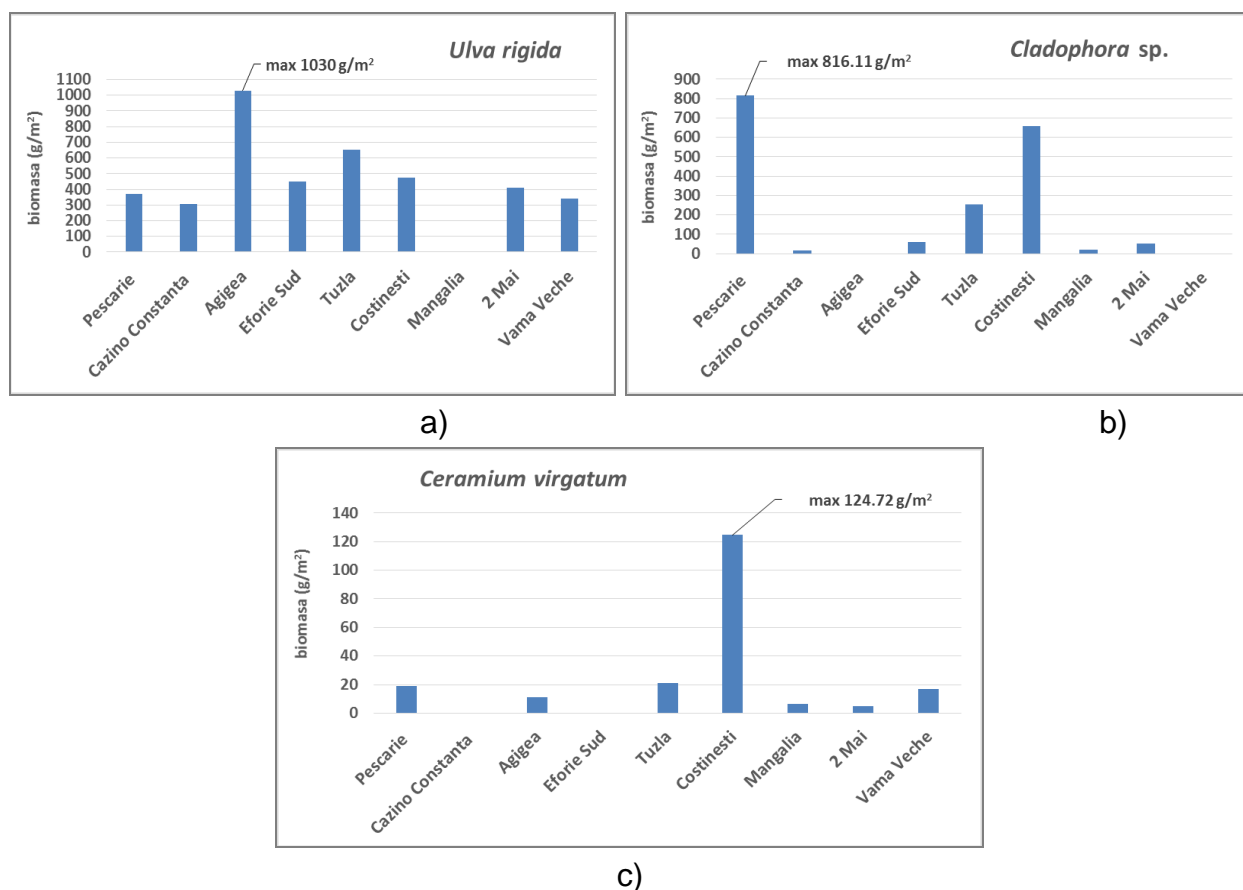 Ulva rigida
max 1030 g/m²
1100
1000
900
800
700
600
500
400
300
200
100
0
biomasa (g/m²)
Pescarie
Cazino Constanta
Agigea
Eforie Sud
Tuzla
Costinesti
Mangalia
2 Mai
Vama Veche
a)
Cladophora sp.
max 816.11 g/m²
900
800
700
600
500
400
300
200
100
0
biomasa (g/m²)
Pescarie
Cazino Constanta
Agigea
Eforie Sud
Tuzla
Costinesti
Mangalia
2 Mai
Vama Veche
b)
Ceramium virgatum
max 124.72 g/m²
140
120
100
80
60
40
20
0
biomasa (g/m²)
Pescarie
Cazino Constanta
Agigea
Eforie Sud
Tuzla
Costinesti
Mangalia
2 Mai
Vama Veche
c)